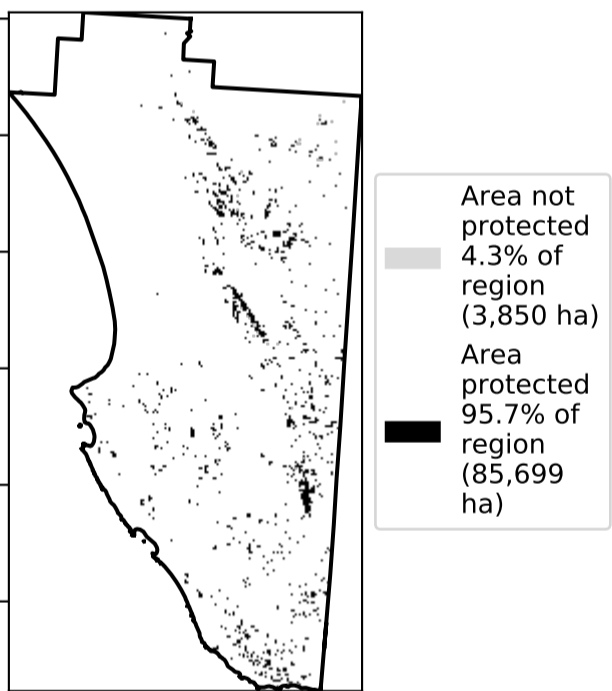 Area not
protected
4.3% of
region
(3,850 ha)
Area
protected
95.7% of
region
(85,699
ha)